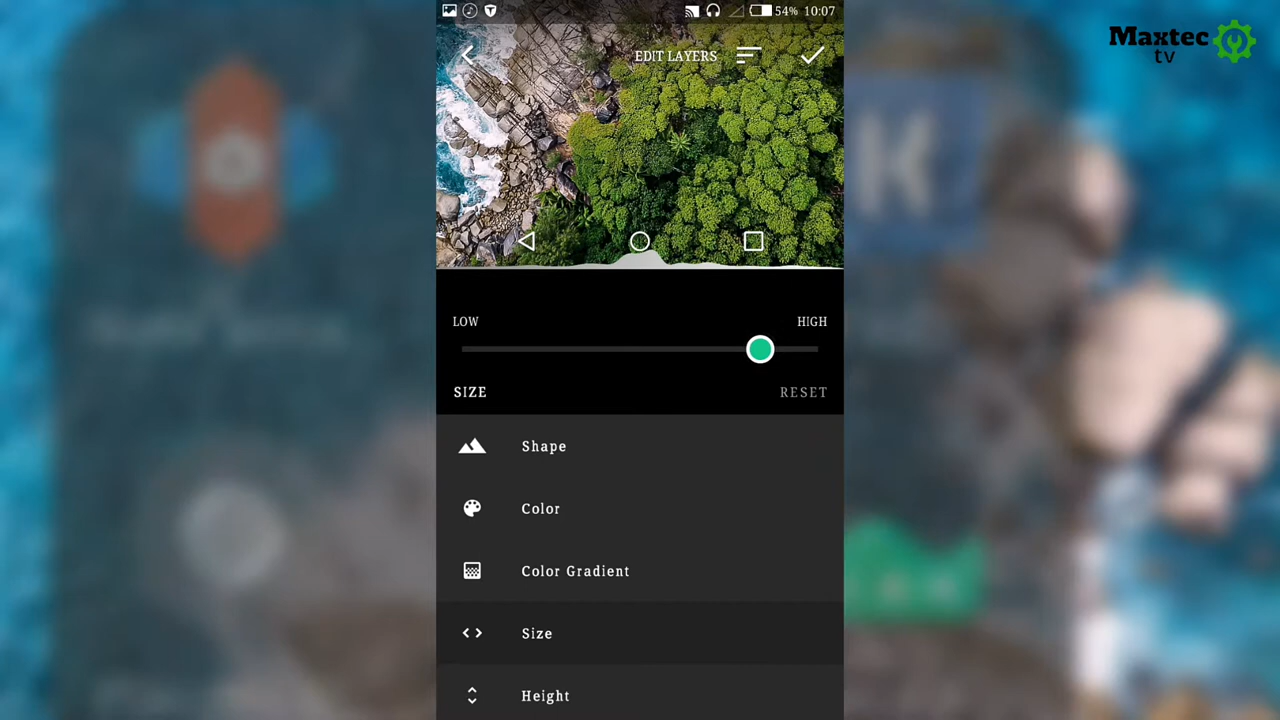 54% 10:07
Maxtec
tv
EDIT LAYERS
LOW
HIGH
SIZE
RESET
Shape
Color
Color Gradient
Size
Height